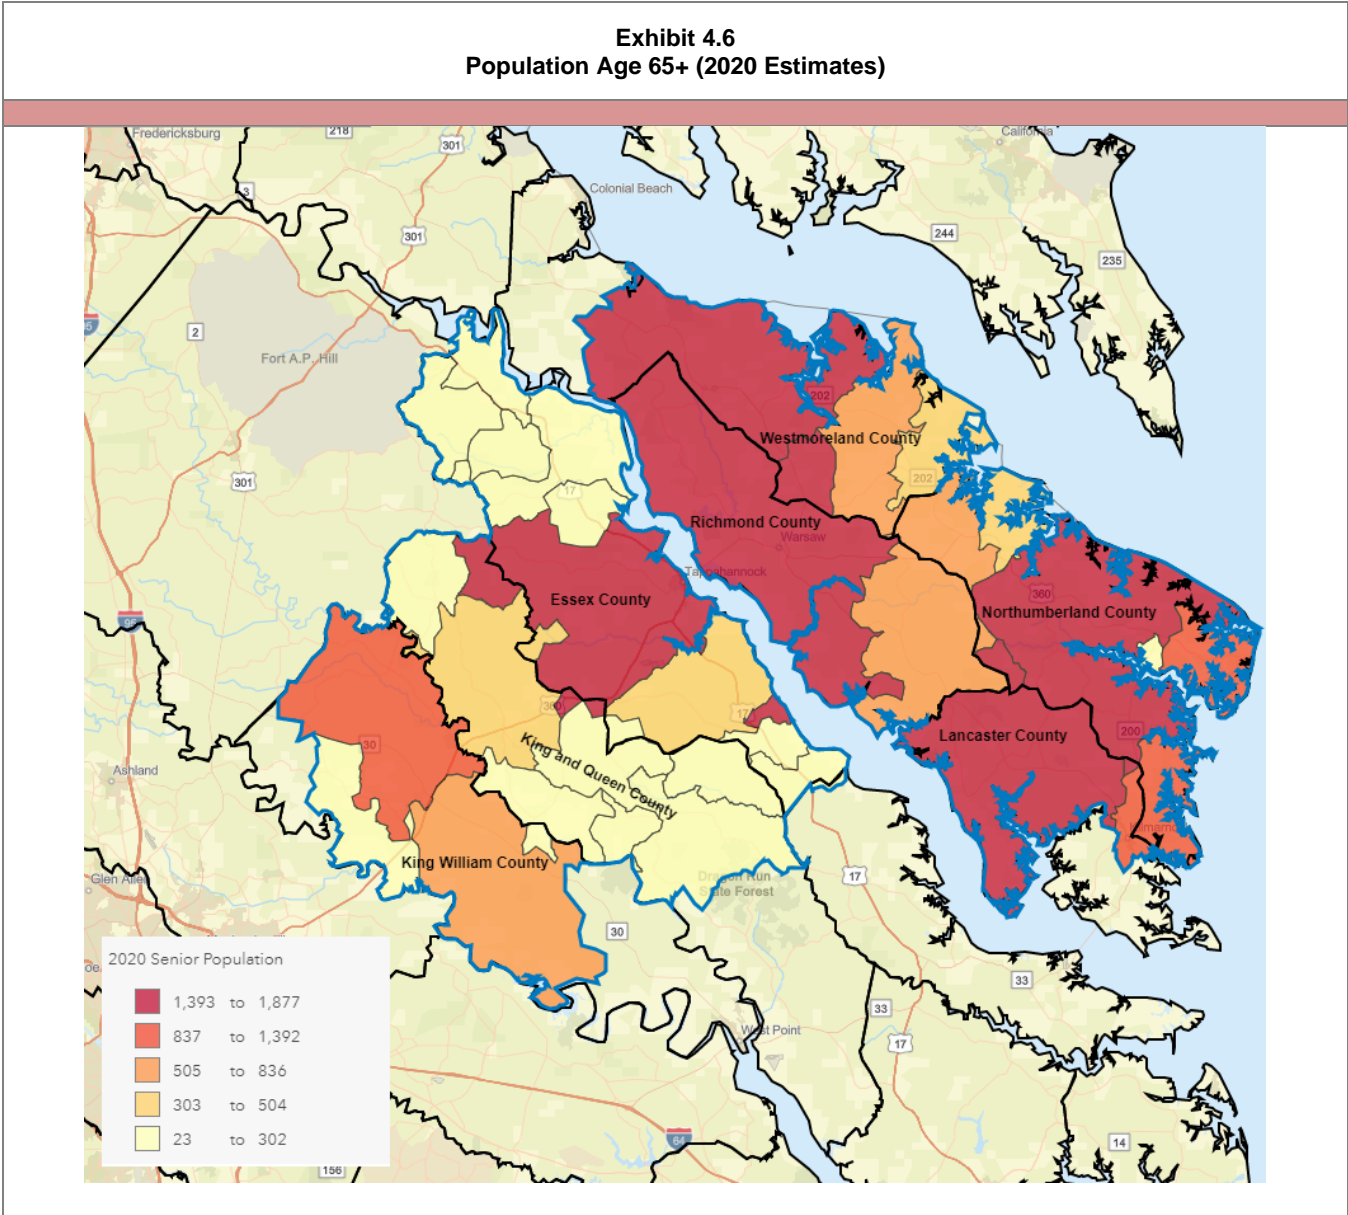 Exhibit 4.6
Population Age 65+ (2020 Estimates)
Fredericksburg
218
301
California
3
Colonial Beach
301
244
235
2
Fort A.P. Hill
202
Westmoreland County
301
17
202
Richmond County
Warsaw
Tappahannock
360
Essex County
Northumberland County
95
360
17
200
30
Lancaster County
King and Queen County
Ashland
King William County
Glen Allen
Dragon Run
State Forest
17
30
33
33
West Point
17
64
14
156
2020 Senior Population
1,393 to 1,877
837 to 1,392
505 to 836
303 to 504
23 to 302